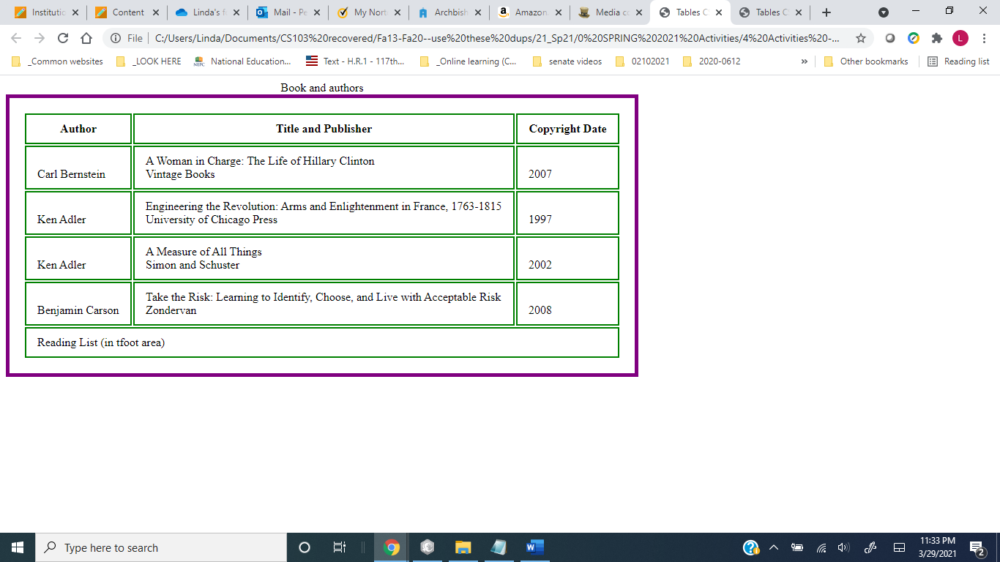 Institutic
Content
Linda's f
Mail - Pe
My Nort
Archbish
Amazon.
Media cc
Tables C
Tables C
File
C:/Users/Linda/Documents/CS103%20recovered/Fa13-Fa20--use%20these%20dups/21_Sp21/0%20SPRING%202021%20Activities/4%20Activities%20-...
L
_Common websites
_LOOK HERE
NEPC
National Education...
Text - H.R.1 - 117th...
_Online learning (C...
senate videos
02102021
2020-0612
»
Other bookmarks
Reading list
Book and authors
Author
Title and Publisher
Copyright Date
Carl Bernstein
A Woman in Charge: The Life of Hillary Clinton
Vintage Books
2007
Ken Adler
Engineering the Revolution: Arms and Enlightenment in France, 1763-1815
University of Chicago Press
1997
Ken Adler
A Measure of All Things
Simon and Schuster
2002
Benjamin Carson
Take the Risk: Learning to Identify, Choose, and Live with Acceptable Risk
Zondervan
2008
Reading List (in tfoot area)
Type here to search
11:33 PM
3/29/2021
2